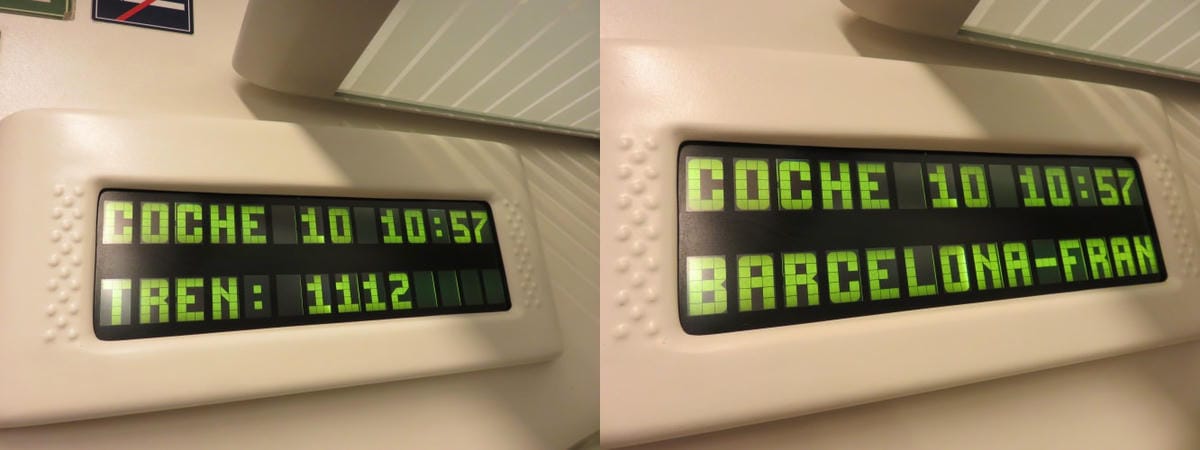 COCHE 10 10:57
TREN: 1112
COCHE 10 10:57
BARCELONA-FRAN